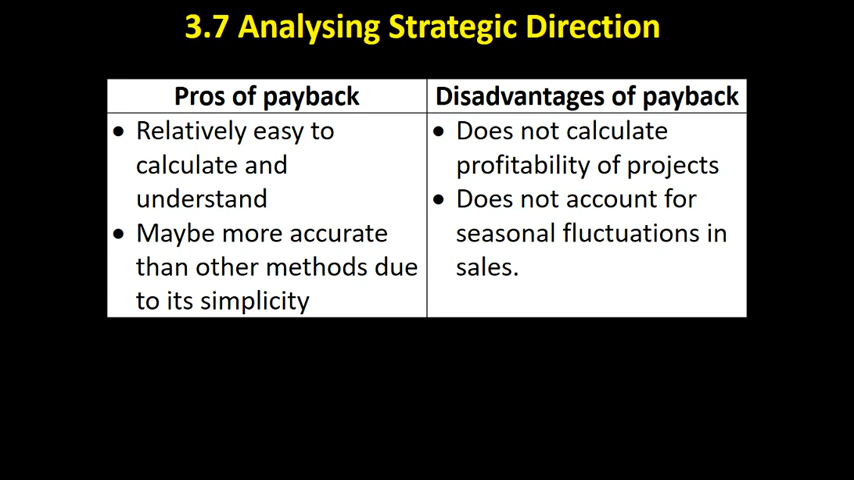 3.7 Analysing Strategic Direction
Pros of payback
• Relatively easy to
calculate and
understand
• Maybe more accurate
than other methods due
to its simplicity
Disadvantages of payback
• Does not calculate
profitability of projects
• Does not account for
seasonal fluctuations in
sales.